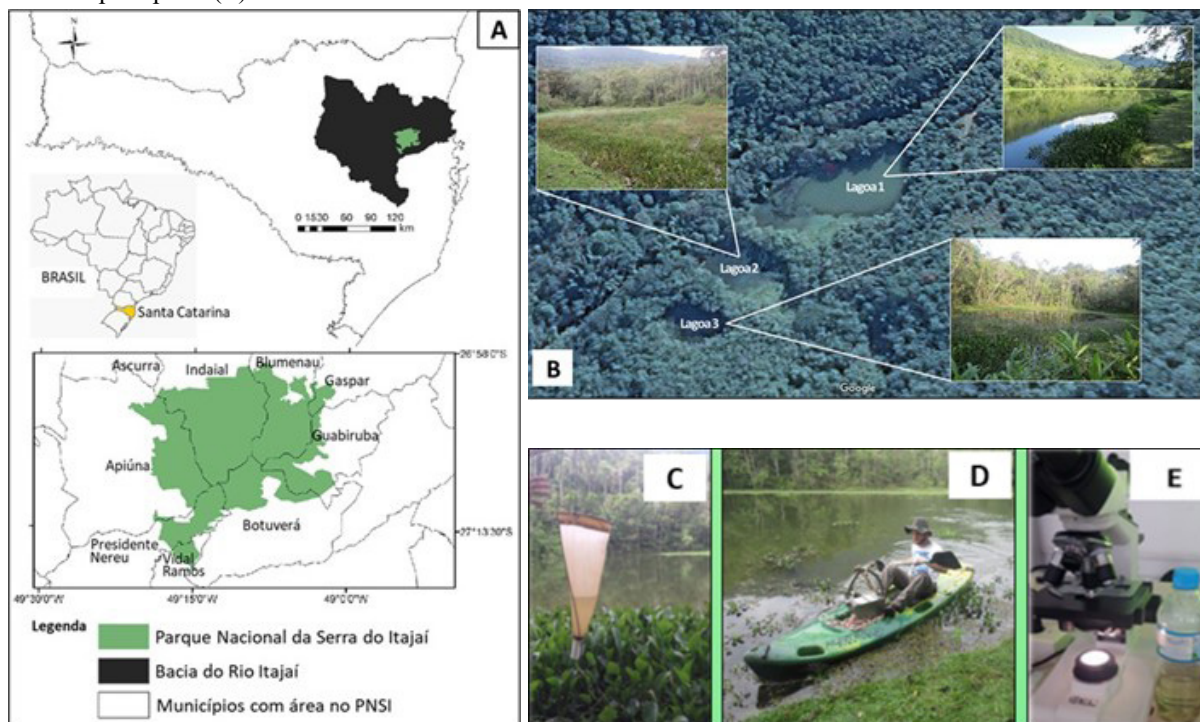 A
N
0 15 30 60 90 120
km
BRASIL
Santa Catarina
Ascurra
Indaial
Blumenau
Gaspar
Guabiruba
Apiúna
Botuverá
Presidente
Nereu
Vidal
Ramos
26°58'0"S
27°13'30"S
49°30'0"W
49°15'0"W
49°0'0"W
Legenda
Parque Nacional da Serra do Itajaí
Bacia do Rio Itajaí
Municípios com área no PNSI
B
Lagoa 1
Lagoa 2
Lagoa 3
Google
C
D
E